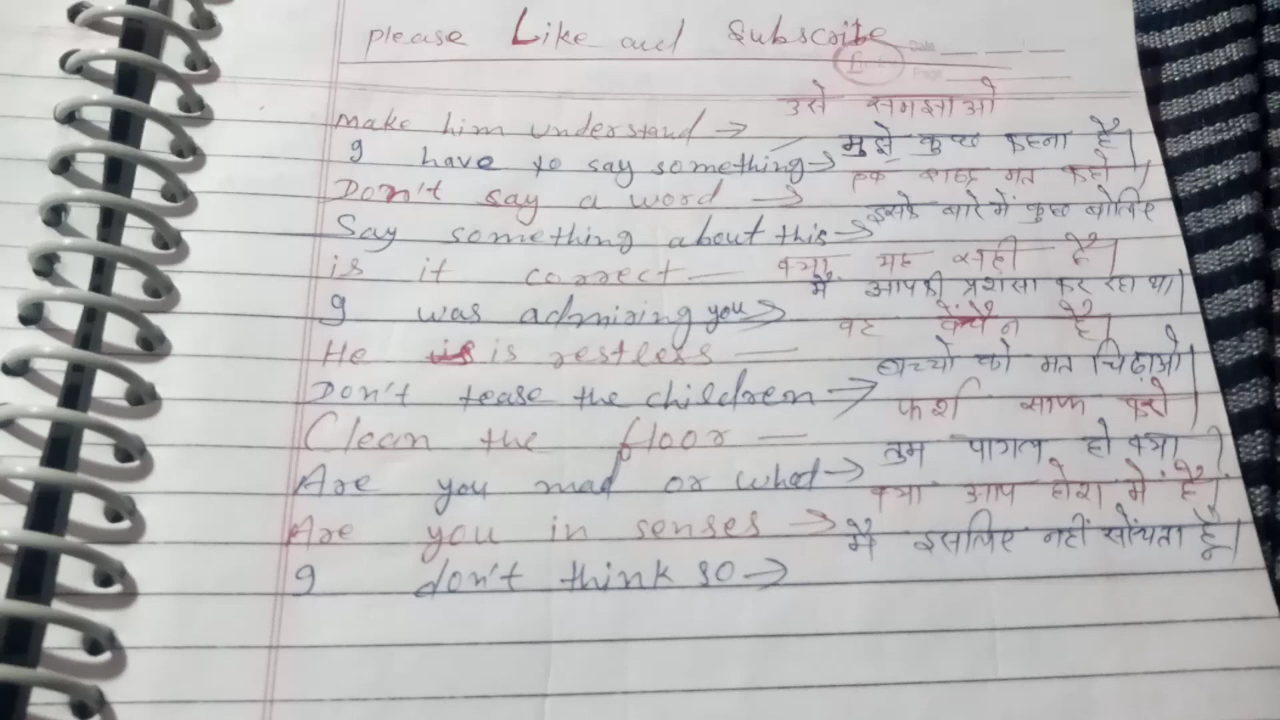 Please Like and Subscribe
Date
Page
Make him understand → उसे समझाओ
I have to say something → मुझे कुछ कहना है।
Don't say a word → एक शब्द मत कहो।
Say something about this → इसके बारे में कुछ बोलिए
is it correct — क्या यह सही है।
I was admiring you → मैं आपकी प्रशसा कर रहा था।
He is restless — वह बेचैन है।
Don't tease the children → बच्चो को मत चिढ़ाओ।
Clean the floor — फर्श साफ करो
Are you mad or what → तुम पागल हो क्या।
Are you in senses → क्या आप होश में हैं।
I don't think so → मैं इसलिए नहीं सोचता हूँ।